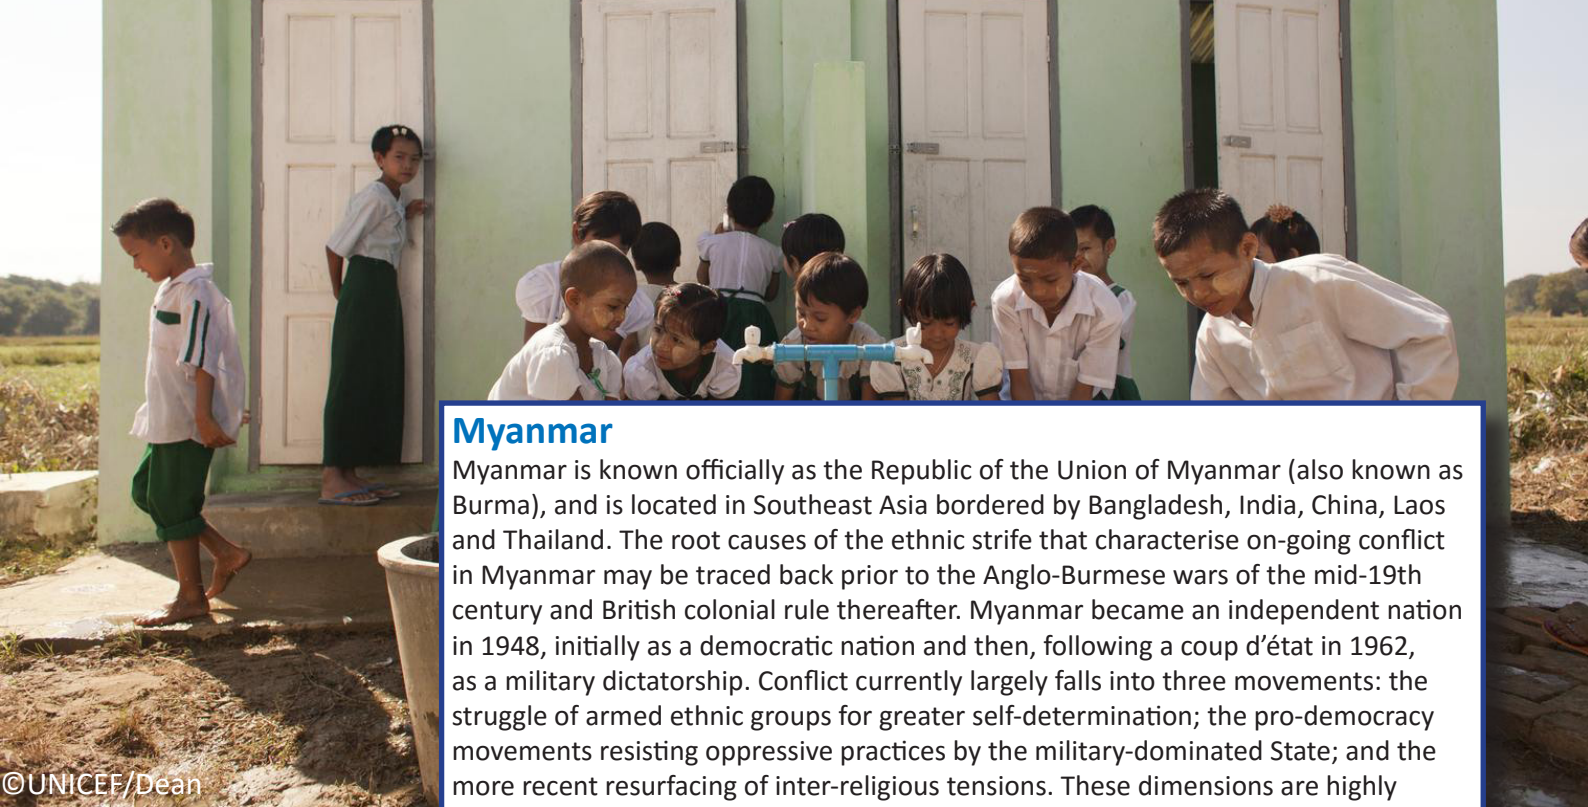 Myanmar
Myanmar is known officially as the Republic of the Union of Myanmar (also known as
Burma), and is located in Southeast Asia bordered by Bangladesh, India, China, Laos
and Thailand. The root causes of the ethnic strife that characterise on-going conflict
in Myanmar may be traced back prior to the Anglo-Burmese wars of the mid-19th
century and British colonial rule thereafter. Myanmar became an independent nation
in 1948, initially as a democratic nation and then, following a coup d’état in 1962,
as a military dictatorship. Conflict currently largely falls into three movements: the
struggle of armed ethnic groups for greater self-determination; the pro-democracy
movements resisting oppressive practices by the military-dominated State; and the
more recent resurfacing of inter-religious tensions. These dimensions are highly
©UNICEF/Dean